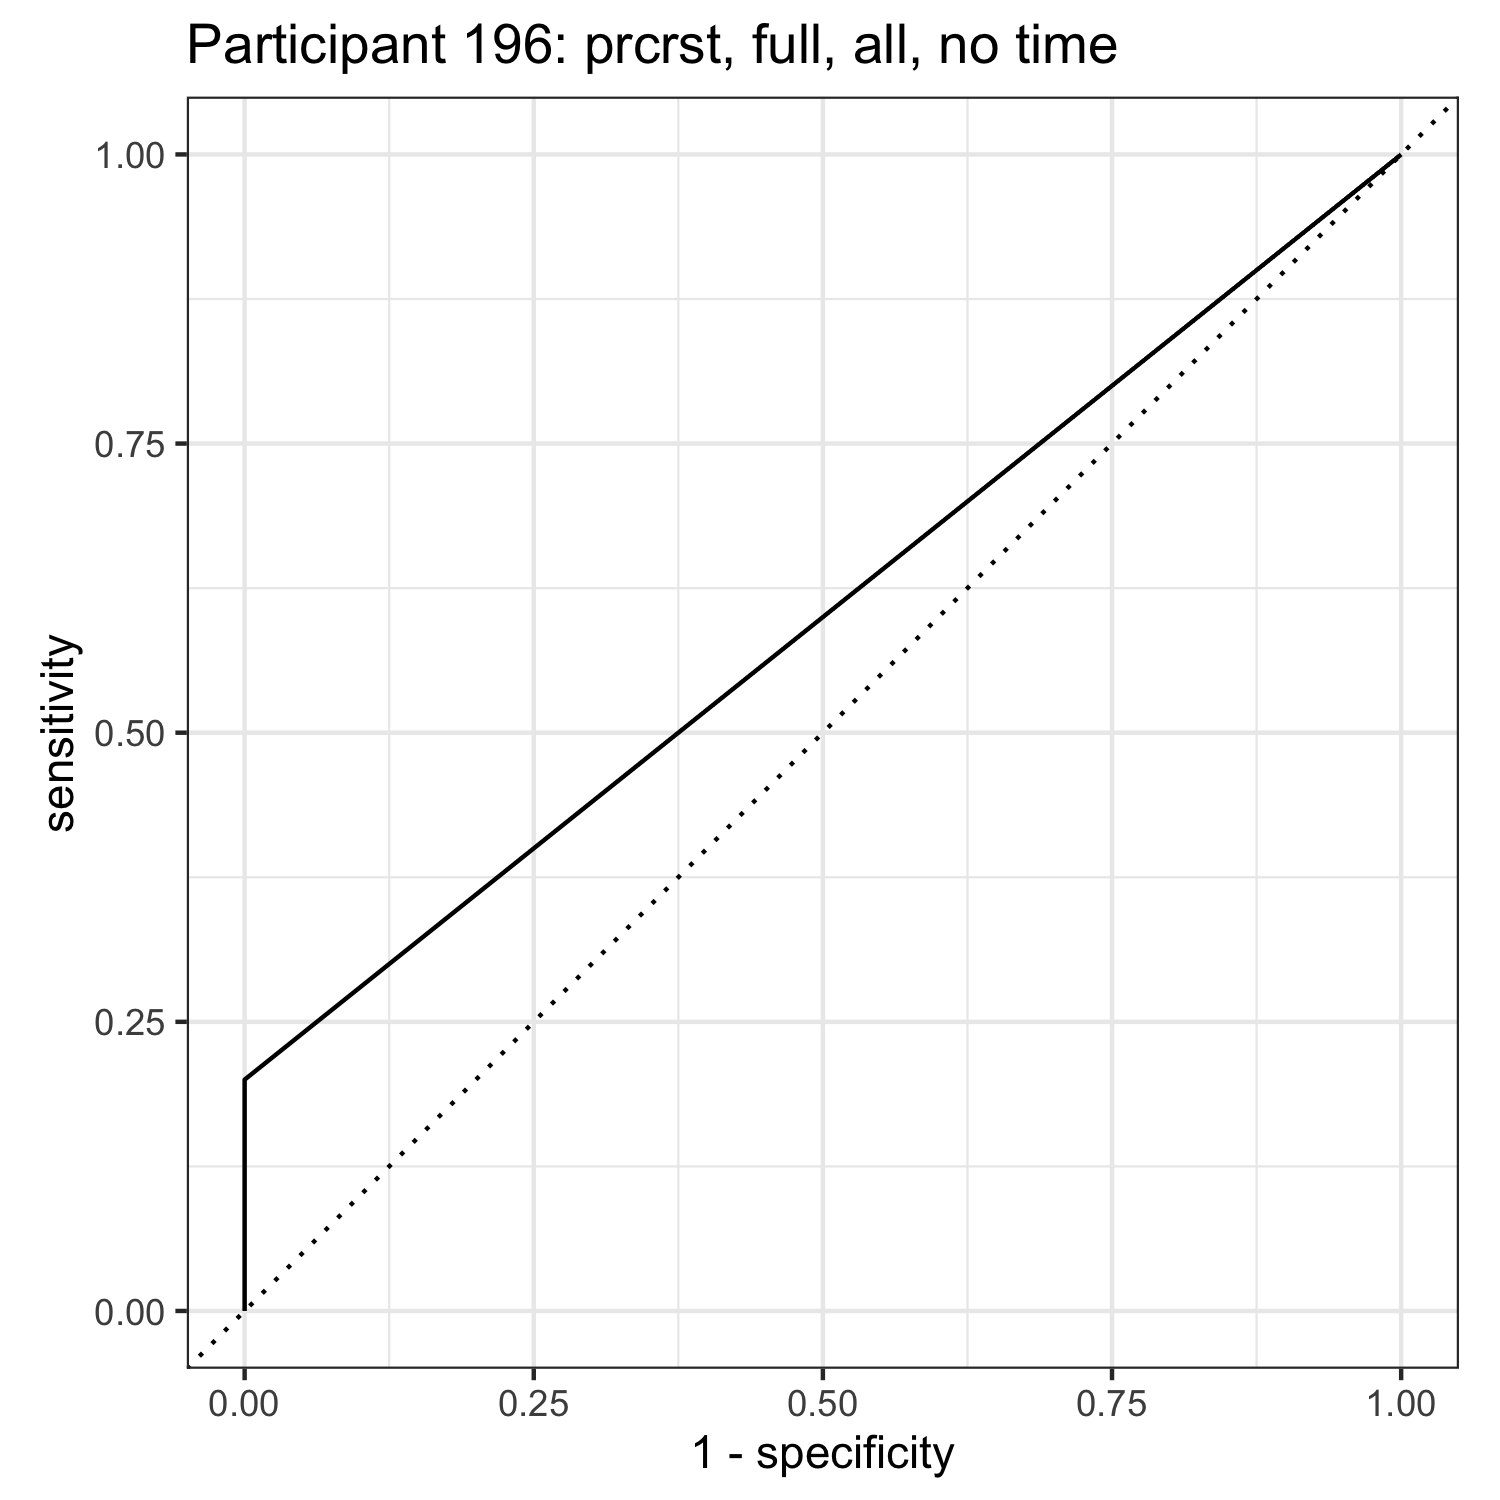 Participant 196: prcrst, full, all, no time
sensitivity
1.00
0.75
0.50
0.25
0.00
0.00 0.25 0.50 0.75 1.00
1 - specificity